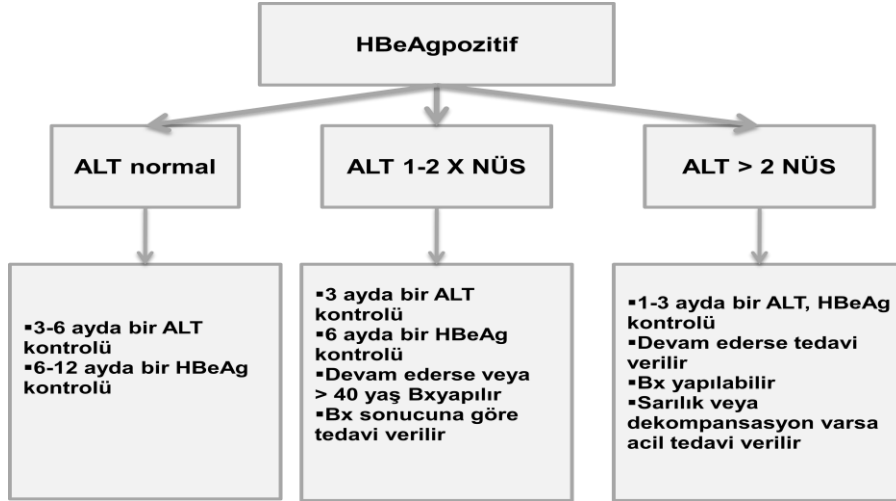 HBeAgpozitif
ALT normal
ALT 1-2 X NÜS
ALT > 2 NÜS
▪3-6 ayda bir ALT
kontrolü
▪6-12 ayda bir HBeAg
kontrolü
▪3 ayda bir ALT
kontrolü
▪6 ayda bir HBeAg
kontrolü
▪Devam ederse veya
> 40 yaş Bxyapılır
▪Bx sonucuna göre
tedavi verilir
▪1-3 ayda bir ALT, HBeAg
kontrolü
▪Devam ederse tedavi
verilir
▪Bx yapılabilir
▪Sarılık veya
dekompansasyon varsa
acil tedavi verilir